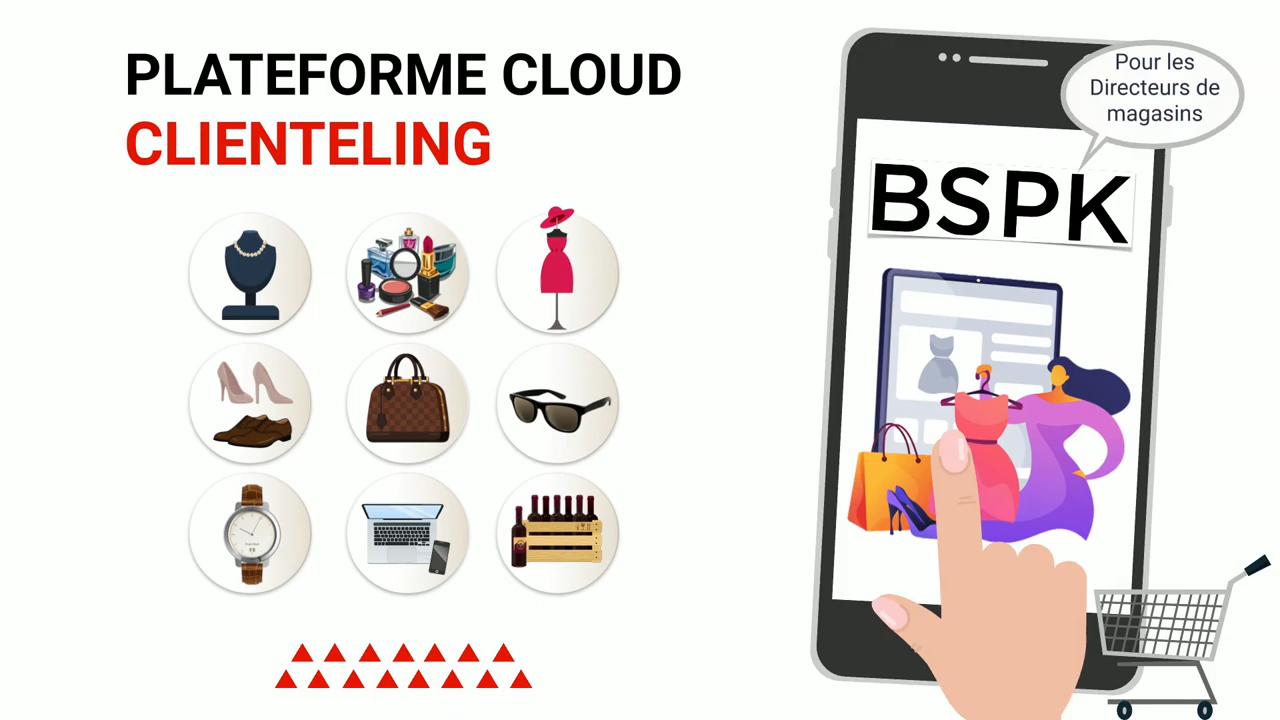 PLATEFORME CLOUD
CLIENTELING
Pour les
Directeurs de
magasins
BSPK